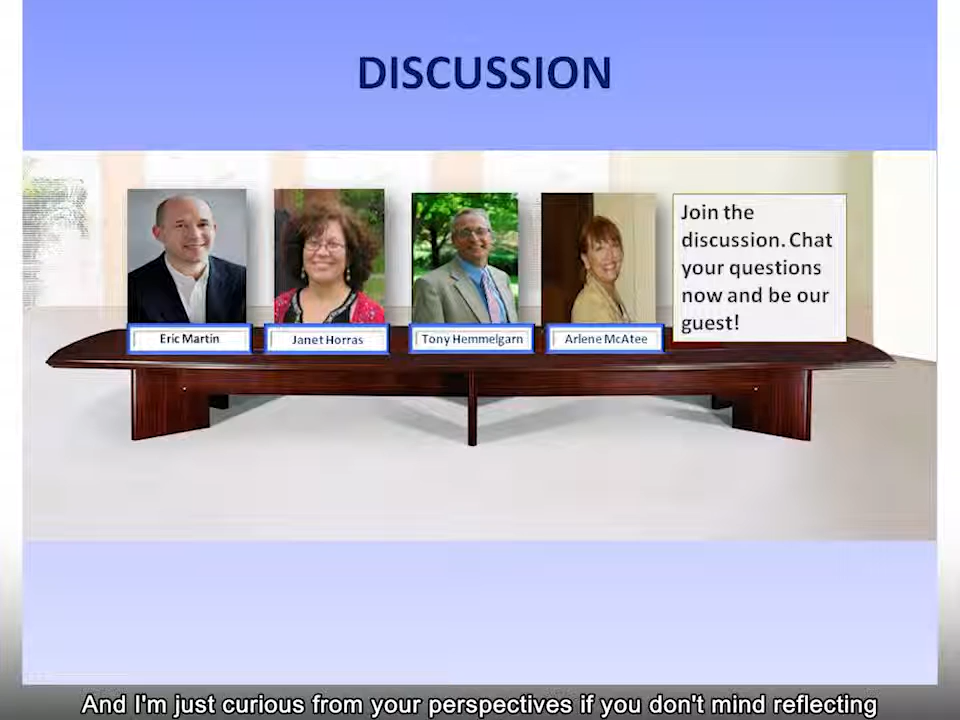 DISCUSSION
Join the
discussion. Chat
your questions
now and be our
guest!
Eric Martin
Janet Horras
Tony Hemmelgarn
Arlene McAtee
And I'm just curious from your perspectives if you don't mind reflecting